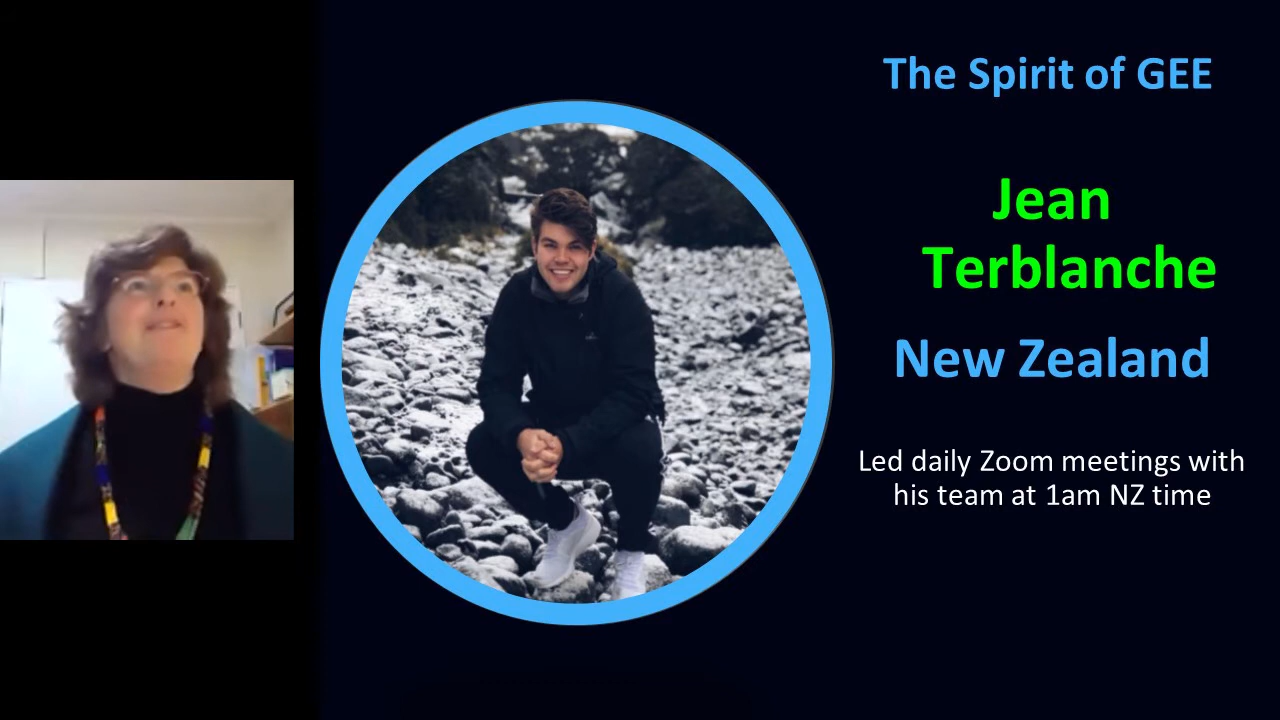 The Spirit of GEE
Jean
Terblanche
New Zealand
Led daily Zoom meetings with
his team at 1am NZ time